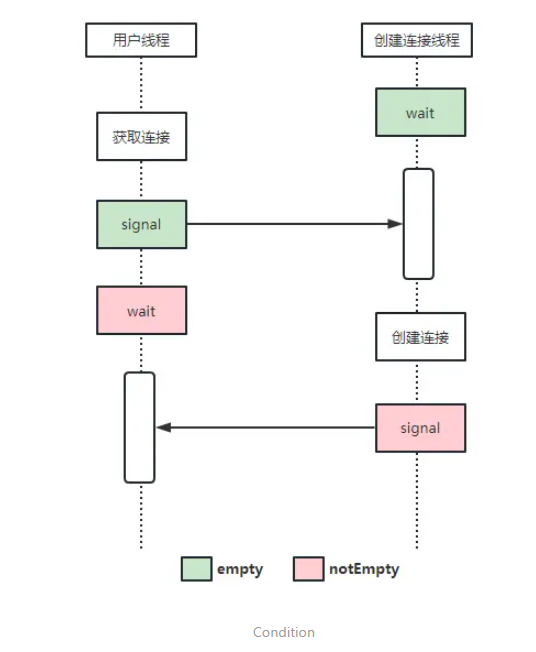 用户线程
创建连接线程
wait
获取连接
signal
wait
创建连接
signal
empty
notEmpty
Condition